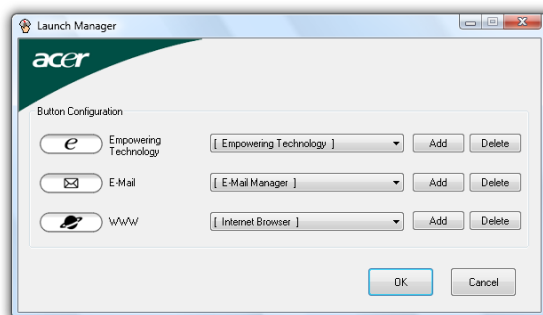 Launch Manager
acer
Button Configuration
e
Empowering
Technology
[ Empowering Technology ]
Add
Delete
E-Mail
[ E-Mail Manager ]
Add
Delete
WWW
[ Internet Browser ]
Add
Delete
OK
Cancel